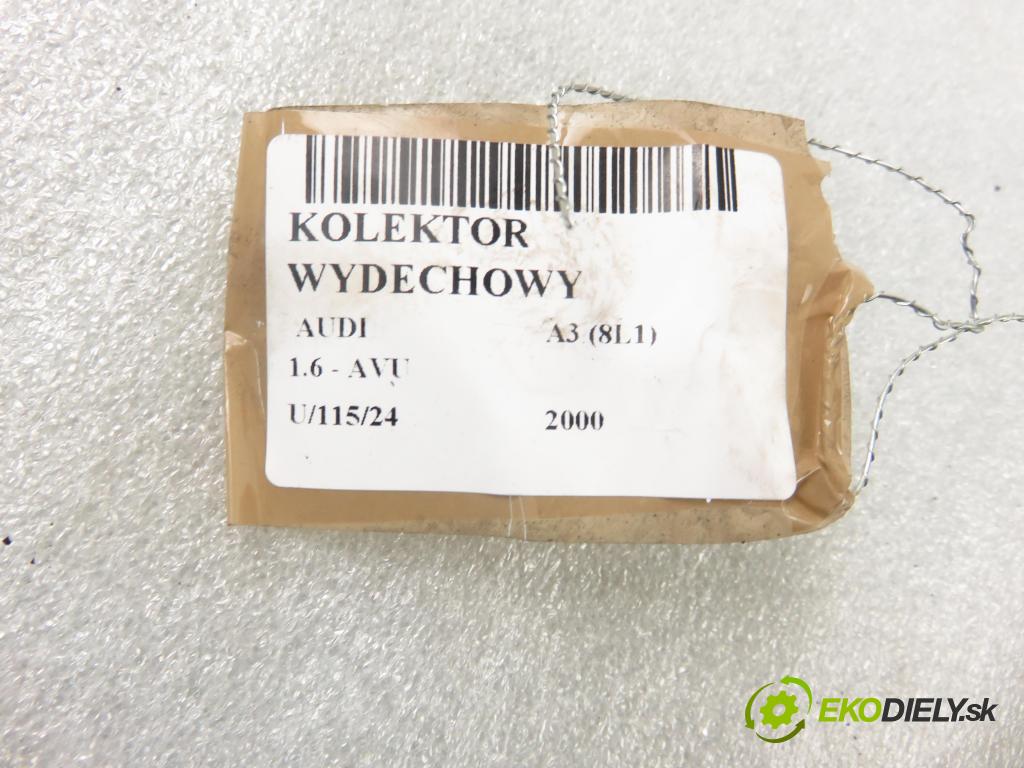 KOLEKTOR
WYDECHOWY
AUDI A3 (8L1)
1.6 - AVU
U/115/24 2000
EKODIELY.sk